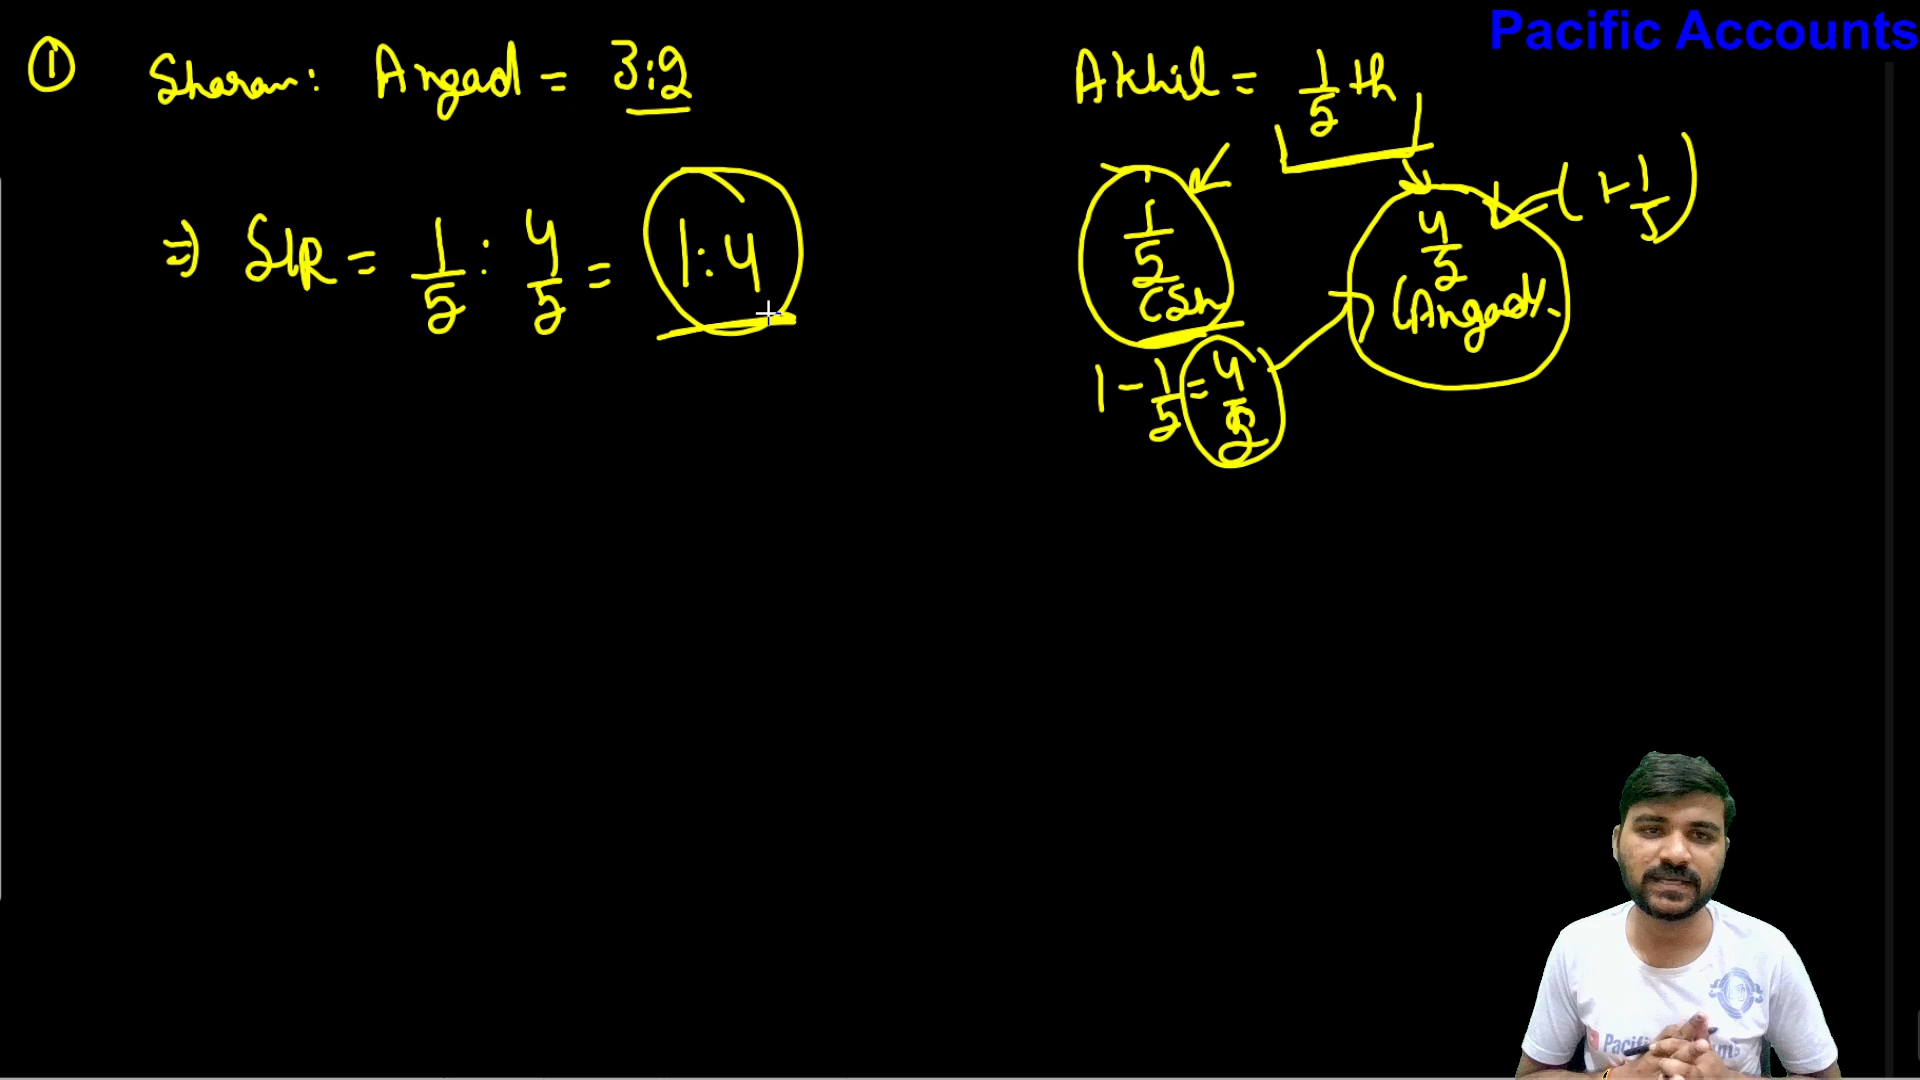 Pacific Accounts
① Sharan: Angad = 3:2
Akhil = 1/5 th
⇒ SR = 1/5 : 4/5 = 1:4
1/5 (Sh
4/5 (Angad).
(1-1/5)
1 - 1/5 = 4/5
Pacific